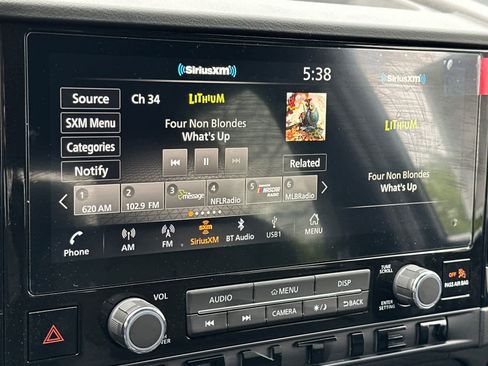 SiriusXM
5:38
SiriusXM
Source
Ch 34
LITHIUM
SXM Menu
LITHIUM
Four Non Blondes
What's Up
Categories
Notify
Related
Four Non Blondes
What's Up
1
620 AM
2
102.9 FM
3
message
4
NFLRadio
5
NASCAR
RADIO
6
MLBRadio
Phone
AM
FM
SiriusXM
BT Audio
USB1
MENU
VOL
AUDIO
MENU
DISP
TUNE
SCROLL
OFF
PASS AIR BAG
CAMERA
BACK
ENTER
SETTING